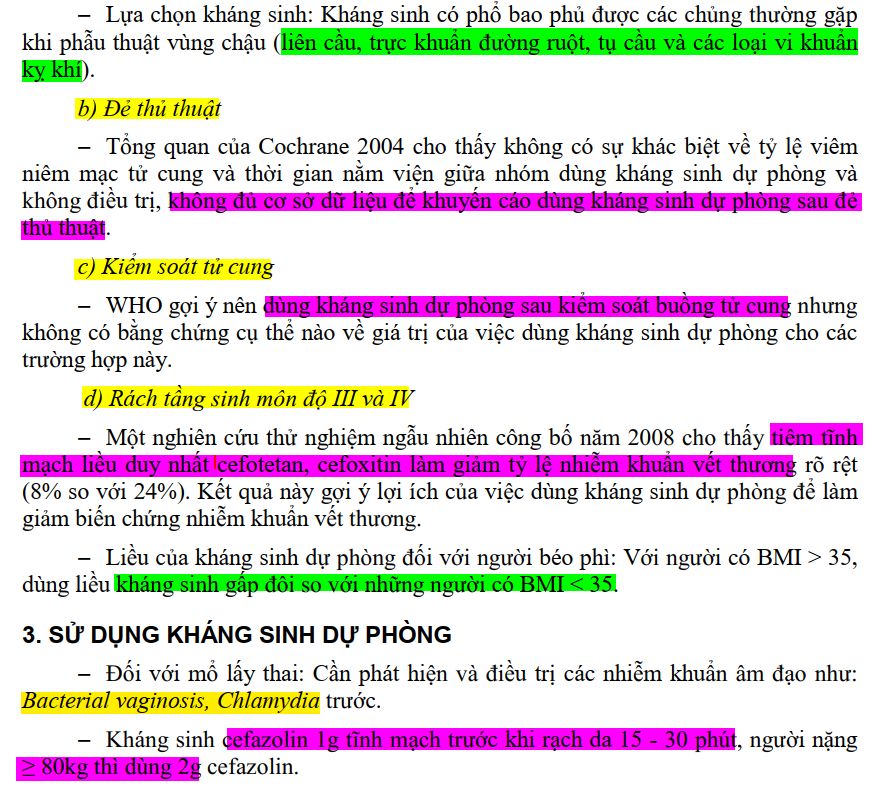 – Lựa chọn kháng sinh: Kháng sinh có phổ bao phủ được các chủng thường gặp
khi phẫu thuật vùng chậu (liên cầu, trực khuẩn đường ruột, tụ cầu và các loại vi khuẩn
kỵ khí).
b) Đẻ thủ thuật
– Tổng quan của Cochrane 2004 cho thấy không có sự khác biệt về tỷ lệ viêm
niêm mạc tử cung và thời gian nằm viện giữa nhóm dùng kháng sinh dự phòng và
không điều trị, không đủ cơ sở dữ liệu để khuyến cáo dùng kháng sinh dự phòng sau đẻ
thủ thuật.
c) Kiểm soát tử cung
– WHO gợi ý nên dùng kháng sinh dự phòng sau kiểm soát buồng tử cung nhưng
không có bằng chứng cụ thể nào về giá trị của việc dùng kháng sinh dự phòng cho các
trường hợp này.
d) Rách tầng sinh môn độ III và IV
– Một nghiên cứu thử nghiệm ngẫu nhiên công bố năm 2008 cho thấy tiêm tĩnh
mạch liều duy nhất cefotetan, cefoxitin làm giảm tỷ lệ nhiễm khuẩn vết thương rõ rệt
(8% so với 24%). Kết quả này gợi ý lợi ích của việc dùng kháng sinh dự phòng để làm
giảm biến chứng nhiễm khuẩn vết thương.
– Liều của kháng sinh dự phòng đối với người béo phì: Với người có BMI > 35,
dùng liều kháng sinh gấp đôi so với những người có BMI < 35.
3. SỬ DỤNG KHÁNG SINH DỰ PHÒNG
– Đối với mổ lấy thai: Cần phát hiện và điều trị các nhiễm khuẩn âm đạo như:
Bacterial vaginosis, Chlamydia trước.
– Kháng sinh cefazolin 1g tĩnh mạch trước khi rạch da 15 - 30 phút, người nặng
≥ 80kg thì dùng 2g cefazolin.